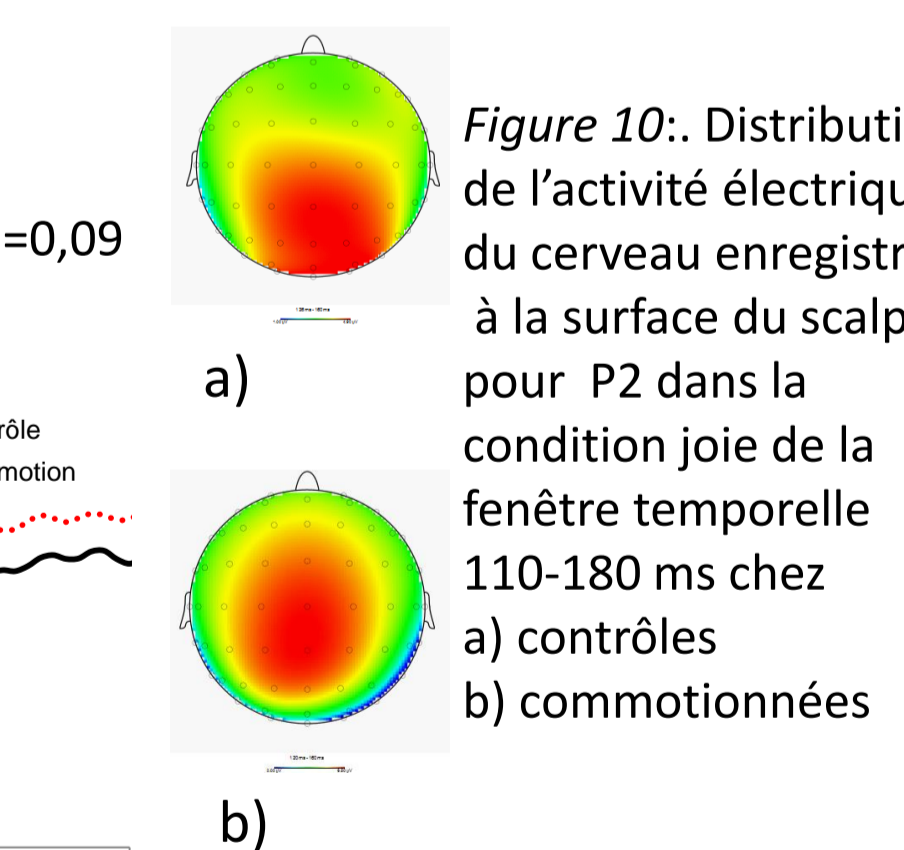 =0,09
rôle
motion
a)
b)
Figure 10:. Distributi
de l’activité électriqu
du cerveau enregistr
à la surface du scalp
pour P2 dans la
condition joie de la
fenêtre temporelle
110-180 ms chez
a) contrôles
b) commotionnées